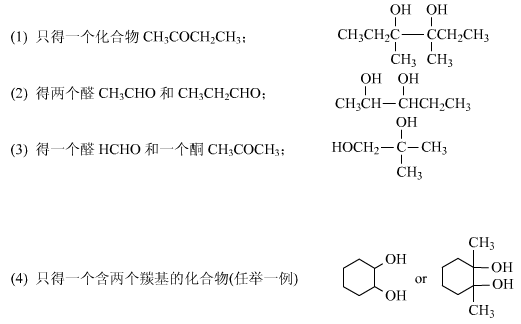 OH OH
(1) 只得一个化合物 CH₃COCH₂CH₃； CH₃CH₂C—CCH₂CH₃
CH₃ CH₃
OH OH
(2) 得两个醛 CH₃CHO 和 CH₃CH₂CHO； CH₃CH—CHCH₂CH₃
OH
(3) 得一个醛 HCHO 和一个酮 CH₃COCH₃； HOCH₂—C—CH₃
CH₃
CH₃
OH OH
(4) 只得一个含两个羰基的化合物(任举一例) or
OH OH
CH₃